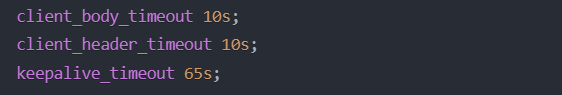 client_body_timeout 10s;
client_header_timeout 10s;
keepalive_timeout 65s;